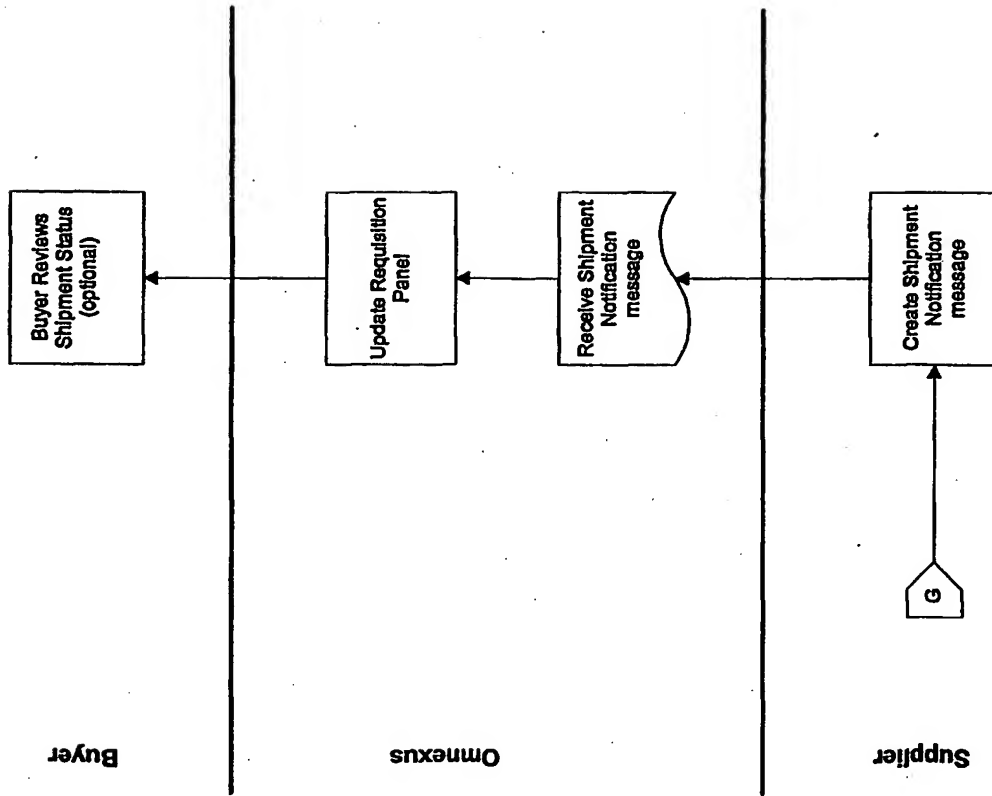 Buyer
Buyer Reviews
Shipment Status
(optional)
Omnexus
Update Requisition
Panel
Receive Shipment
Notification
message
Supplier
G
Create Shipment
Notification
message